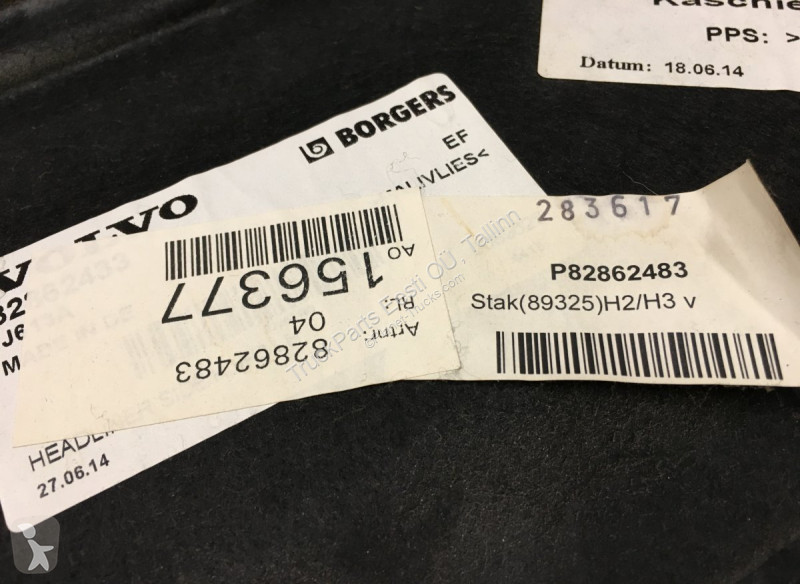 PPS: >
Datum: 18.06.14
BORGERS
EF
VOLVO
HEADLI
27.06.14
AO 156377
RL:
04
Artnr: 82862483
283617
P82862483
Stak(89325)H2/H3 v
TruckParts Eesti OÜ, Tallinn